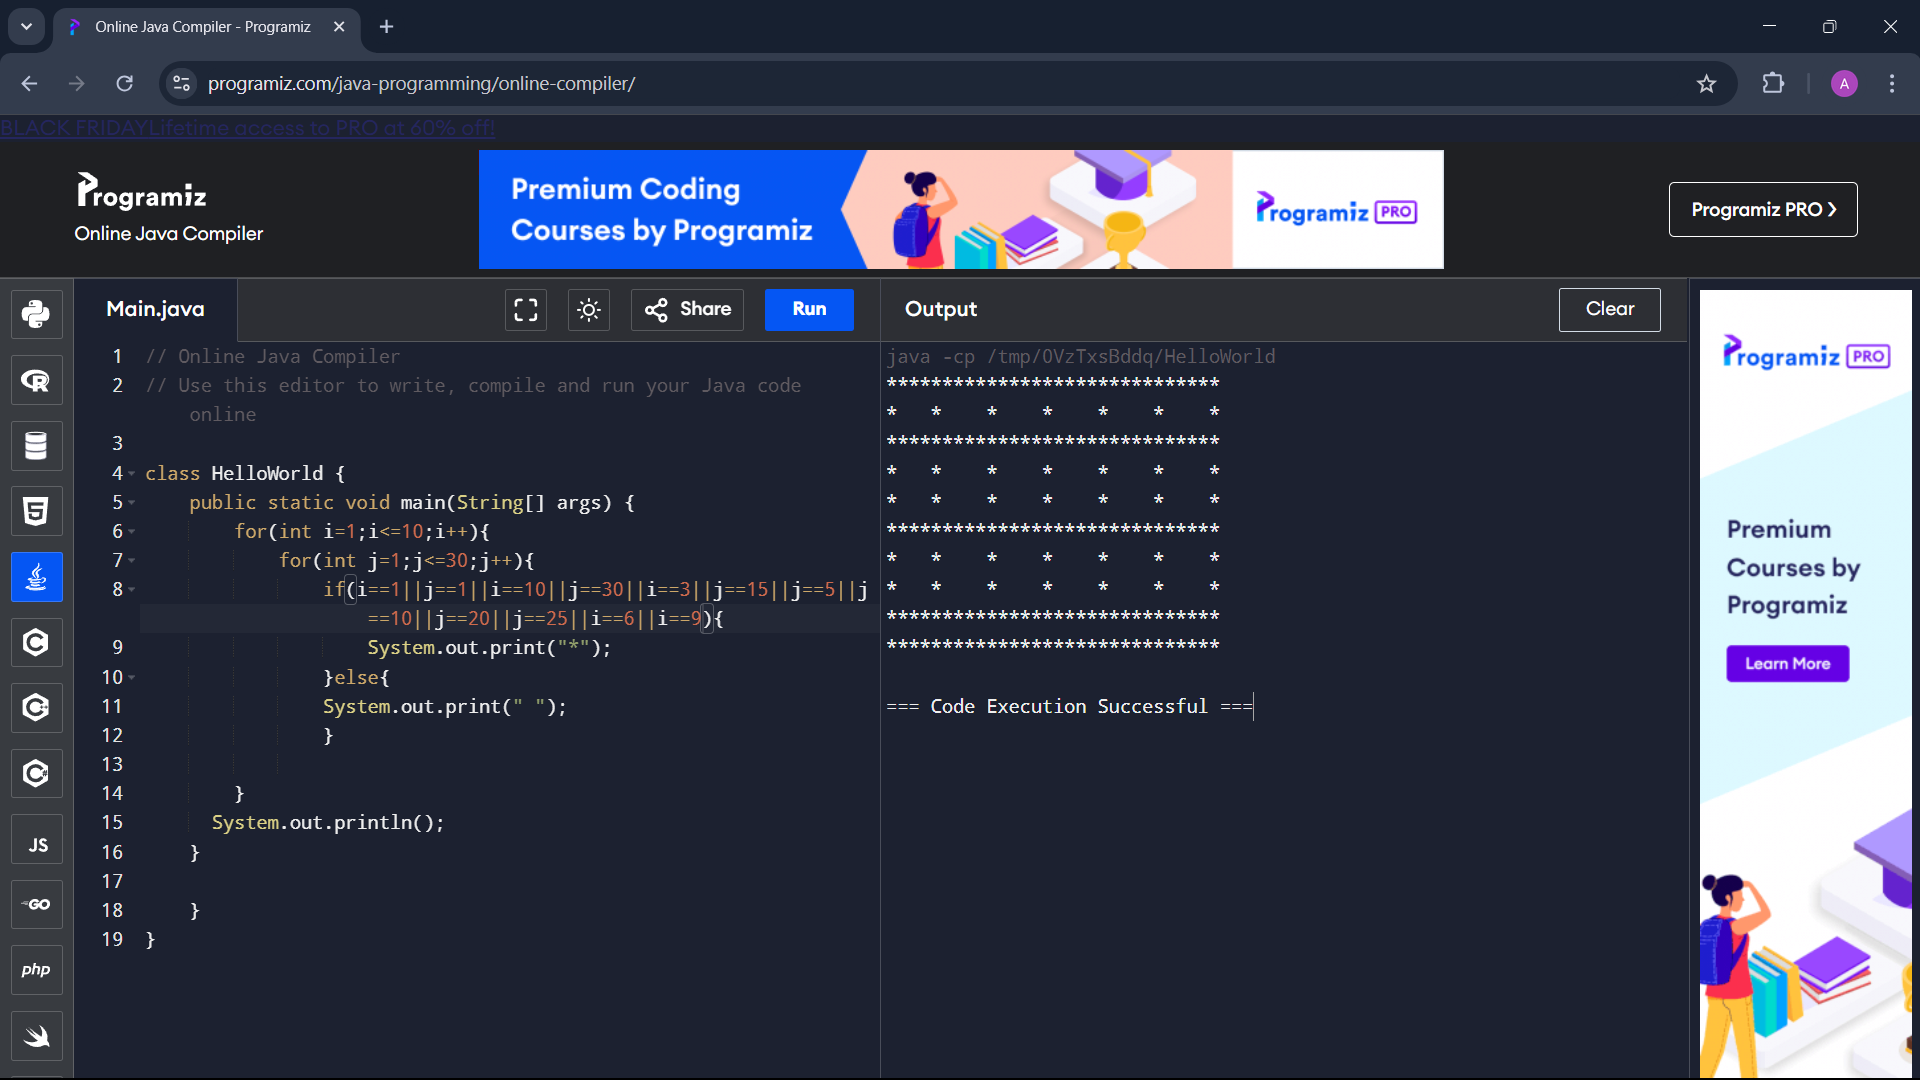 Online Java Compiler - Programiz
programiz.com/java-programming/online-compiler/
A
BLACK FRIDAYLifetime access to PRO at 60% off!
Programiz
Online Java Compiler
Premium Coding
Courses by Programiz
Programiz PRO
Programiz PRO ›
Main.java
Share
Run
Output
Clear
1 // Online Java Compiler
2 // Use this editor to write, compile and run your Java code
online
3
4 class HelloWorld {
5     public static void main(String[] args) {
6         for(int i=1;i<=10;i++){
7             for(int j=1;j<=30;j++){
8                 if(i==1||j==1||i==10||j==30||i==3||j==15||j==5||j
==10||j==20||j==25||i==6||i==9){
9                     System.out.print("*");
10                 }else{
11                 System.out.print(" ");
12                 }
13
14         }
15       System.out.println();
16     }
17
18     }
19 }
java -cp /tmp/0VzTxsBddq/HelloWorld
******************************
*   *    *    *    *    *    *
******************************
*   *    *    *    *    *    *
*   *    *    *    *    *    *
******************************
*   *    *    *    *    *    *
*   *    *    *    *    *    *
******************************
******************************
=== Code Execution Successful ===
R
5
C
C++
C#
JS
GO
php
Programiz PRO
Premium
Courses by
Programiz
Learn More